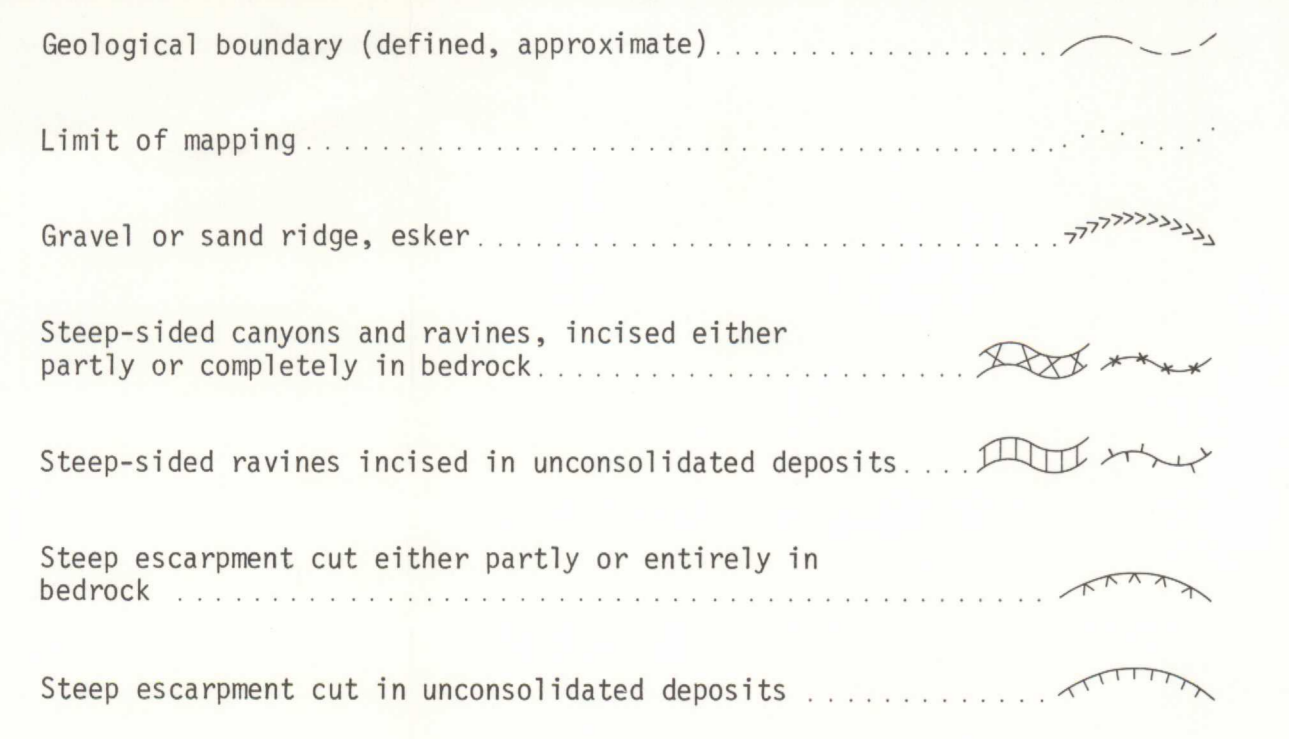 Geological boundary (defined, approximate)
Limit of mapping
Gravel or sand ridge, esker
Steep-sided canyons and ravines, incised either
partly or completely in bedrock
Steep-sided ravines incised in unconsolidated deposits
Steep escarpment cut either partly or entirely in
bedrock
Steep escarpment cut in unconsolidated deposits